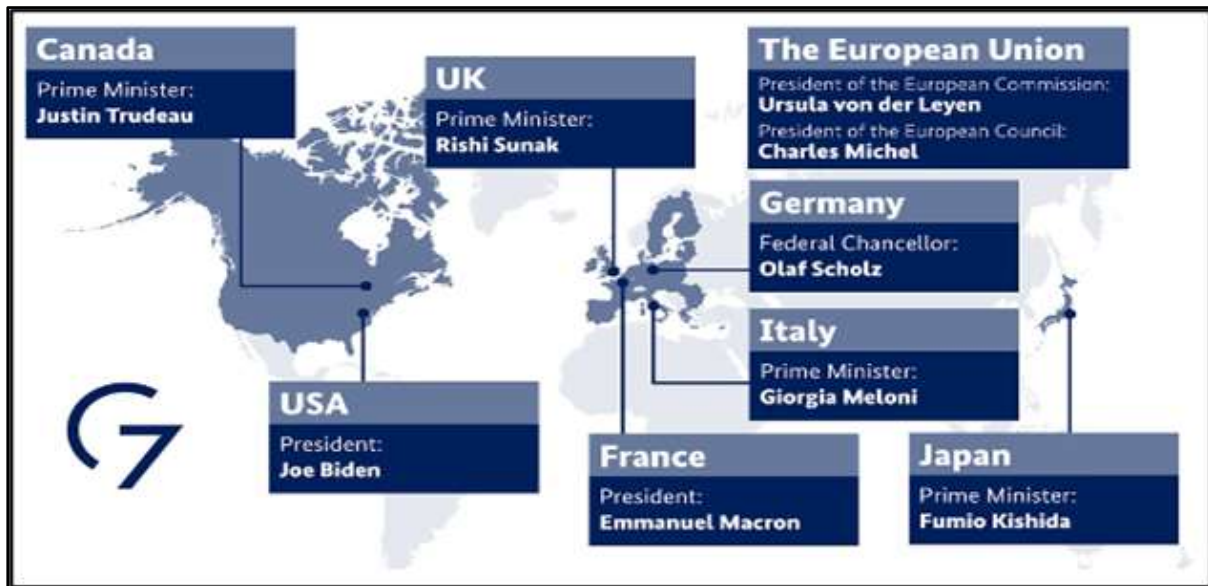 Canada
Prime Minister:
Justin Trudeau
UK
Prime Minister:
Rishi Sunak
The European Union
President of the European Commission:
Ursula von der Leyen
President of the European Council:
Charles Michel
Germany
Federal Chancellor:
Olaf Scholz
Italy
Prime Minister:
Giorgia Meloni
USA
President:
Joe Biden
France
President:
Emmanuel Macron
Japan
Prime Minister:
Fumio Kishida
G7